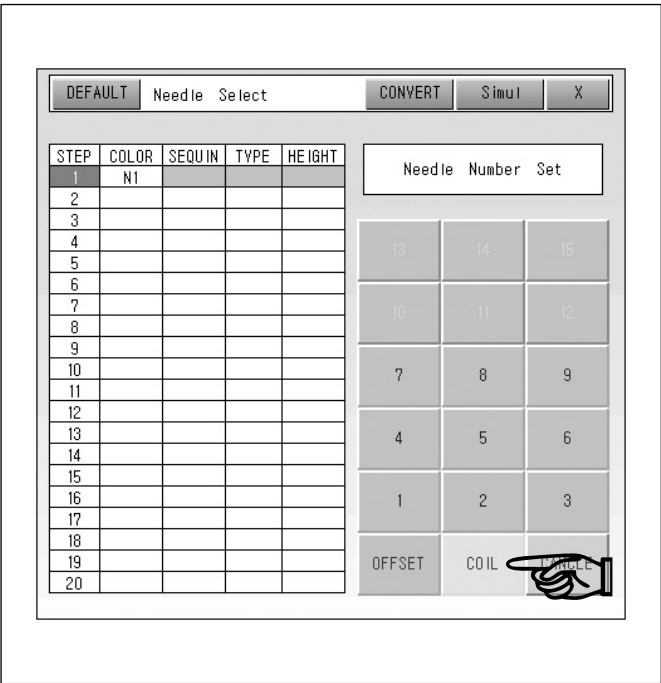 DEFAULT Needle Select CONVERT Simul X
STEP COLOR SEQUIN TYPE HEIGHT
Needle Number Set
1 N1
2
3
4
5
6
7
8
9
10
11
12
13
14
15
16
17
18
19
20
13 14 15
10 11 12
7 8 9
4 5 6
1 2 3
OFFSET COIL CANCLE